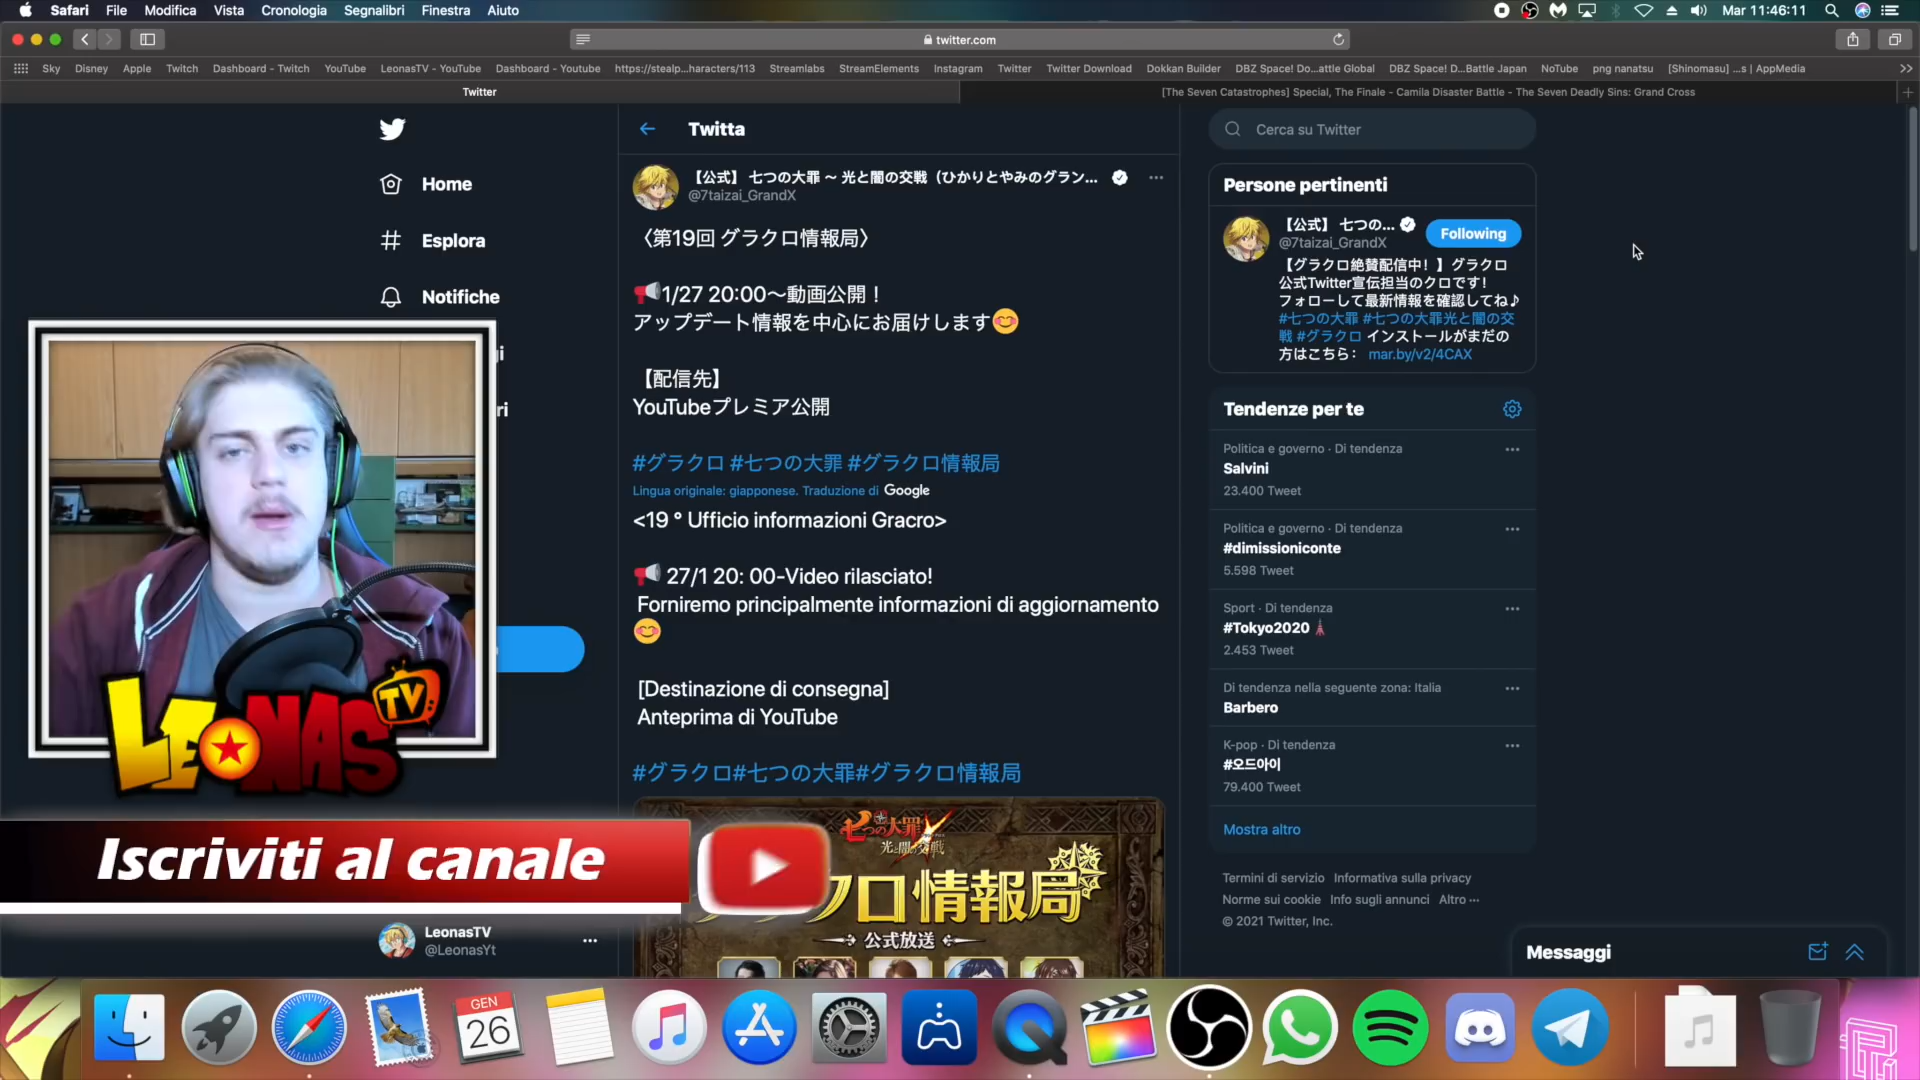 Safari File Modifica Vista Cronologia Segnalibri Finestra Aiuto
Mar 11:46:11
twitter.com
Sky Disney Apple Twitch Dashboard - Twitch YouTube LeonasTV - YouTube Dashboard - Youtube https://stealp...haracters/113 Streamlabs StreamElements Instagram Twitter Twitter Download Dokkan Builder DBZ Space! Do...attle Global DBZ Space! D...Battle Japan NoTube png nanatsu [Shinomasu] ...s | AppMedia
Twitter
[The Seven Catastrophes] Special, The Finale - Camila Disaster Battle - The Seven Deadly Sins: Grand Cross
Home
Esplora
Notifiche
LEONAS TV
Iscriviti al canale
LeonasTV
@LeonasYt
Twitta
【公式】 七つの大罪 ~ 光と闇の交戦（ひかりとやみのグラン...
@7taizai_GrandX
〈第19回 グラクロ情報局〉
1/27 20:00〜動画公開！
アップデート情報を中心にお届けします
【配信先】
YouTubeプレミア公開
#グラクロ #七つの大罪 #グラクロ情報局
Lingua originale: giapponese. Traduzione di Google
<19 ° Ufficio informazioni Gracro>
27/1 20: 00-Video rilasciato!
Forniremo principalmente informazioni di aggiornamento
[Destinazione di consegna]
Anteprima di YouTube
#グラクロ#七つの大罪#グラクロ情報局
七つの大罪
光と闇の交戦
クロ情報局
公式放送
Cerca su Twitter
Persone pertinenti
【公式】 七つの...
@7taizai_GrandX
Following
【グラクロ絶賛配信中！】グラクロ
公式Twitter宣伝担当のクロです！
フォローして最新情報を確認してね♪
#七つの大罪 #七つの大罪光と闇の交
戦 #グラクロ インストールがまだの
方はこちら： mar.by/v2/4CAX
Tendenze per te
Politica e governo · Di tendenza
Salvini
23.400 Tweet
Politica e governo · Di tendenza
#dimissioniconte
5.598 Tweet
Sport · Di tendenza
#Tokyo2020
2.453 Tweet
Di tendenza nella seguente zona: Italia
Barbero
K-pop · Di tendenza
#오드아이
79.400 Tweet
Mostra altro
Termini di servizio Informativa sulla privacy
Norme sui cookie Info sugli annunci Altro ...
© 2021 Twitter, Inc.
Messaggi
GEN
26